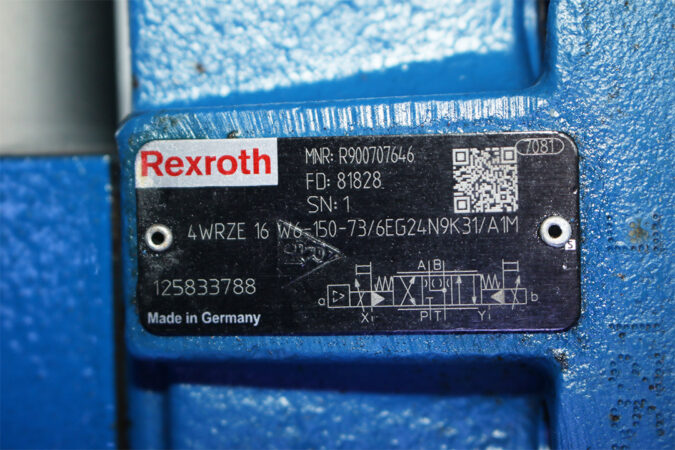 Rexroth
MNR: R900707646
7081
FD: 81828
SN: 1
4WRZE 16 W6-150-73/6EG24N9K31/A1M
125833788
A B
a
T
b
X
P T
Y
Made in Germany